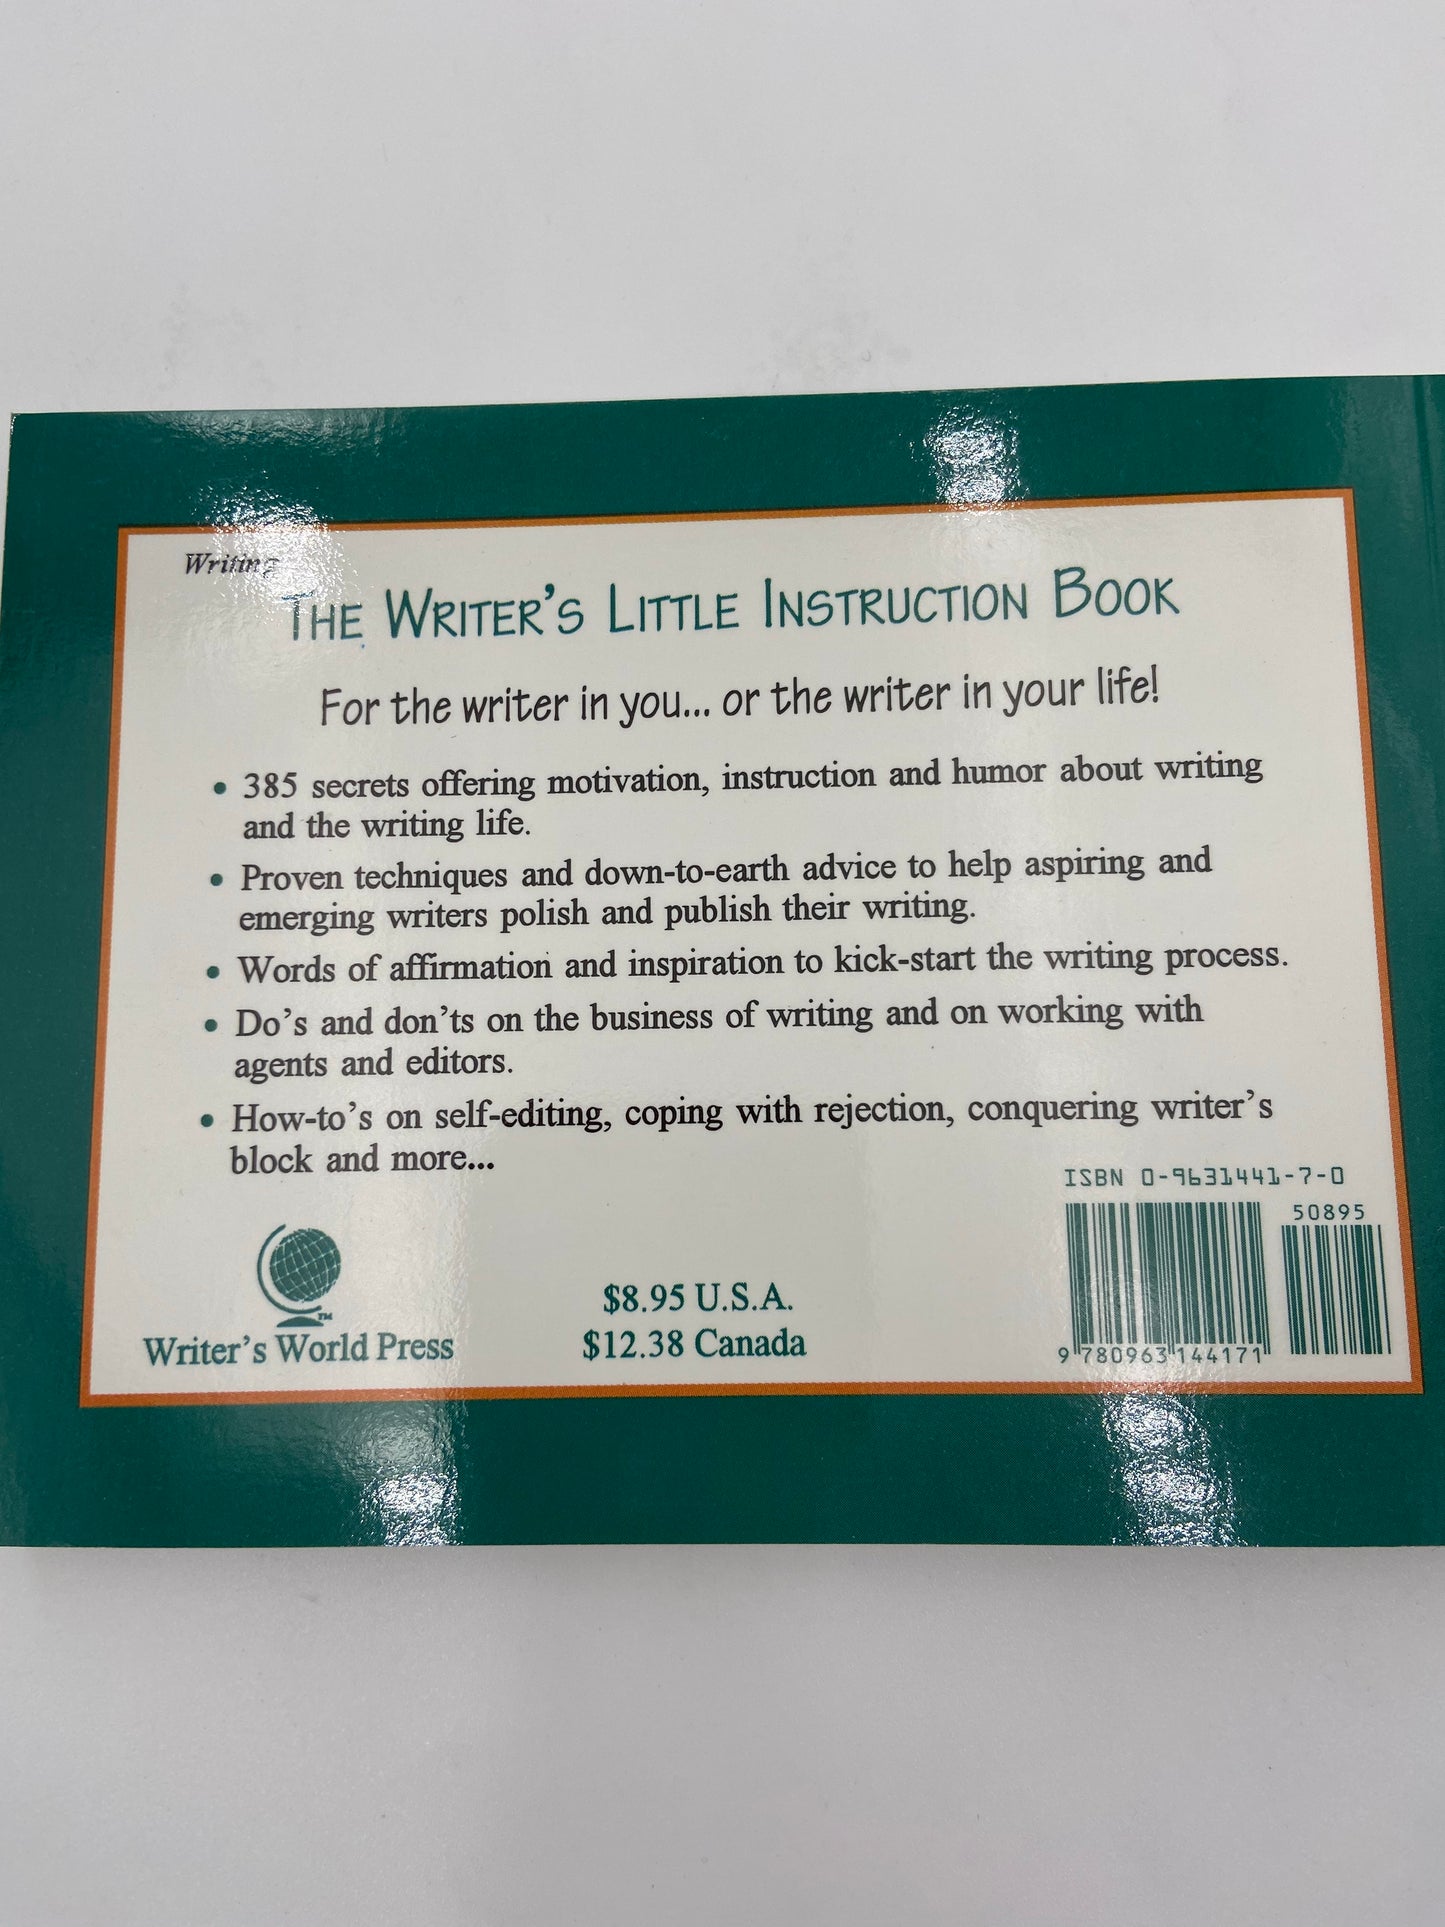 Writing
THE WRITER'S LITTLE INSTRUCTION BOOK
For the writer in you... or the writer in your life!
• 385 secrets offering motivation, instruction and humor about writing
and the writing life.
• Proven techniques and down-to-earth advice to help aspiring and
emerging writers polish and publish their writing.
• Words of affirmation and inspiration to kick-start the writing process.
• Do's and don'ts on the business of writing and on working with
agents and editors.
• How-to's on self-editing, coping with rejection, conquering writer's
block and more...
ISBN 0-9631441-7-0
50895
9 780963 144171
TM
Writer's World Press
$8.95 U.S.A.
$12.38 Canada